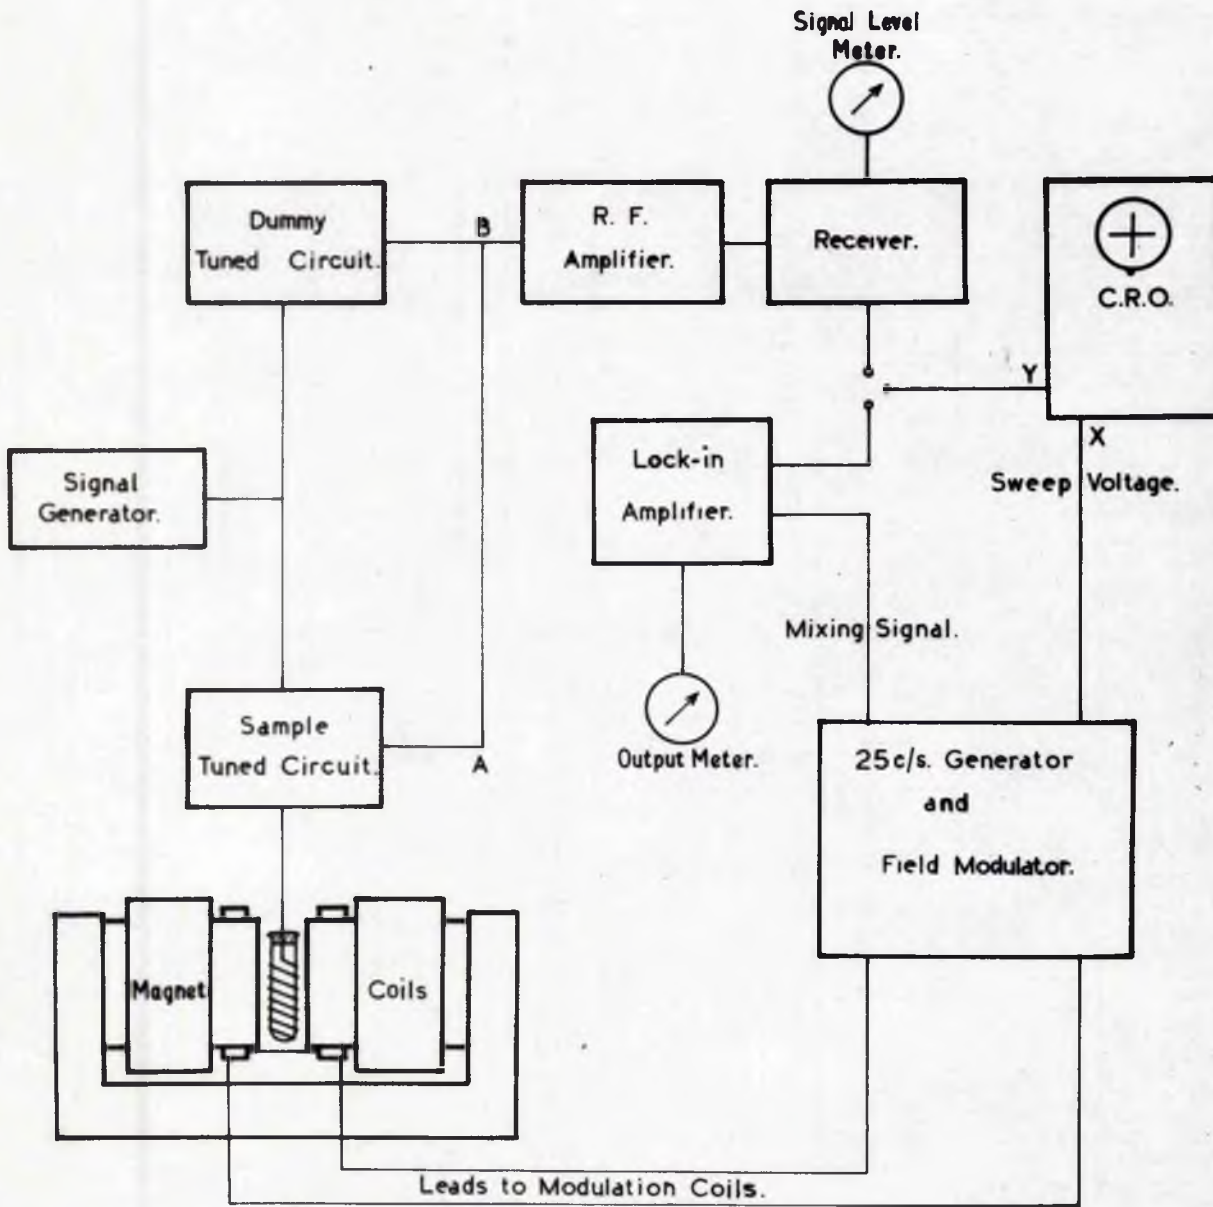 Signal Level
Meter.
Dummy
Tuned Circuit.
B
R. F.
Amplifier.
Receiver.
C.R.O.
Y
X
Sweep Voltage.
Signal
Generator.
Lock-in
Amplifier.
Mixing Signal.
Sample
Tuned Circuit.
A
Output Meter.
25c/s. Generator
and
Field Modulator.
Magnet
Coils
Leads to Modulation Coils.